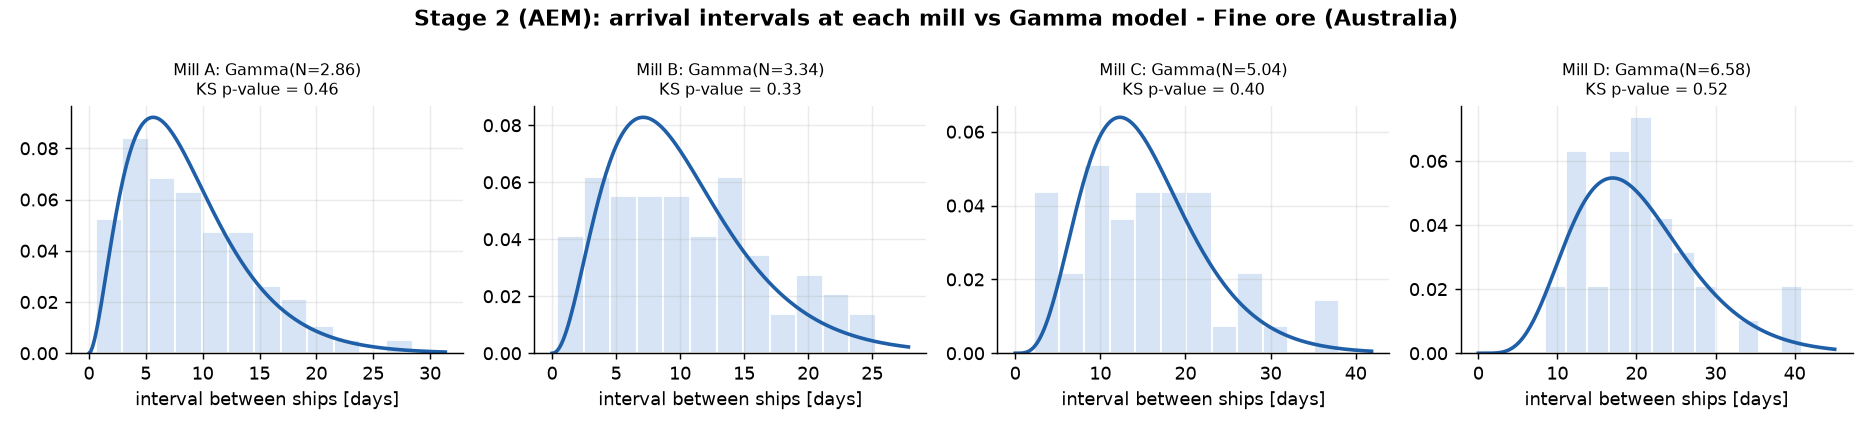 Stage 2 (AEM): arrival intervals at each mill vs Gamma model - Fine ore (Australia)
Mill A: Gamma(N=2.86)
KS p-value = 0.46
0.08
0.06
0.04
0.02
0.00
0 5 10 15 20 25 30
interval between ships [days]
Mill B: Gamma(N=3.34)
KS p-value = 0.33
0.08
0.06
0.04
0.02
0.00
0 5 10 15 20 25
interval between ships [days]
Mill C: Gamma(N=5.04)
KS p-value = 0.40
0.06
0.04
0.02
0.00
0 10 20 30 40
interval between ships [days]
Mill D: Gamma(N=6.58)
KS p-value = 0.52
0.06
0.04
0.02
0.00
0 10 20 30 40
interval between ships [days]